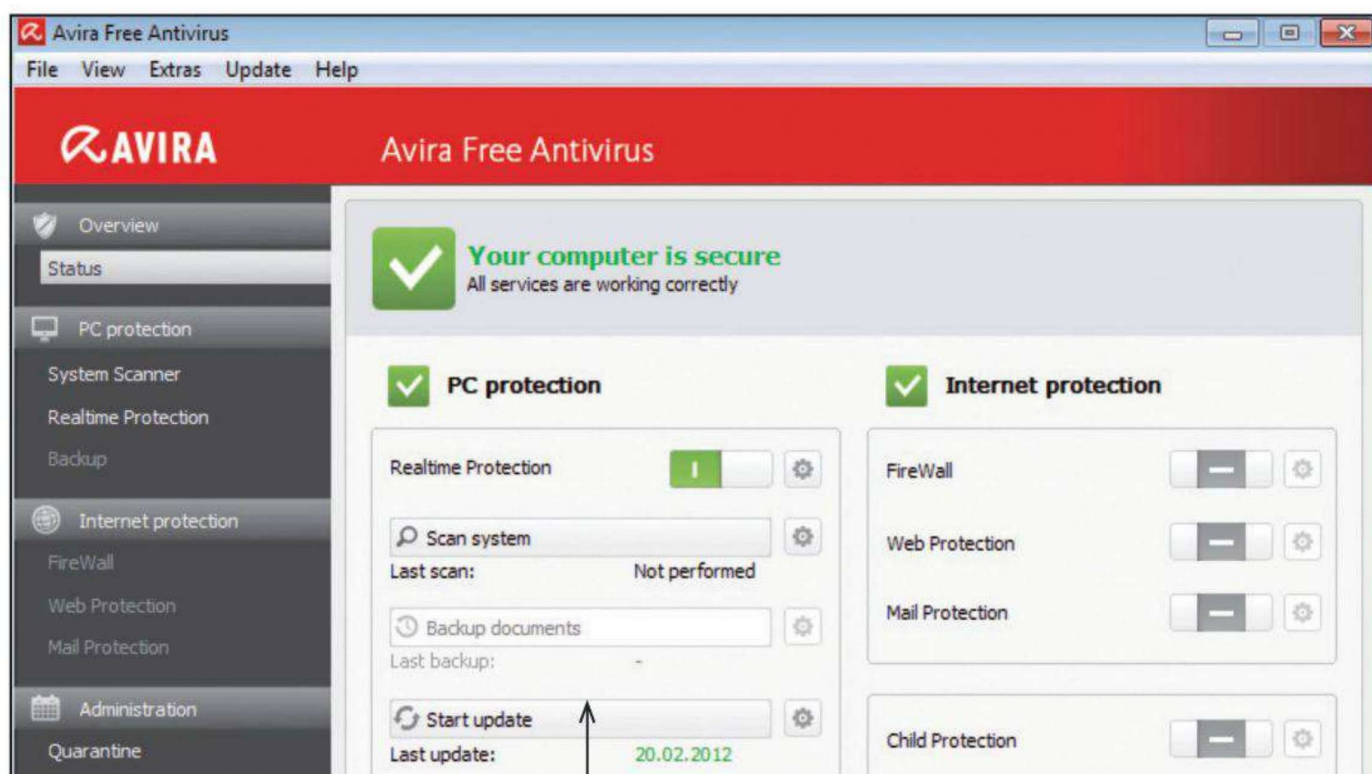 Avira Free Antivirus
File View Extras Update Help
AVIRA
Avira Free Antivirus
Overview
Status
PC protection
System Scanner
Realtime Protection
Backup
Internet protection
FireWall
Web Protection
Mail Protection
Administration
Quarantine
Your computer is secure
All services are working correctly
PC protection
Realtime Protection
Scan system
Last scan: Not performed
Backup documents
Last backup: -
Start update
Last update: 20.02.2012
Internet protection
FireWall
Web Protection
Mail Protection
Child Protection